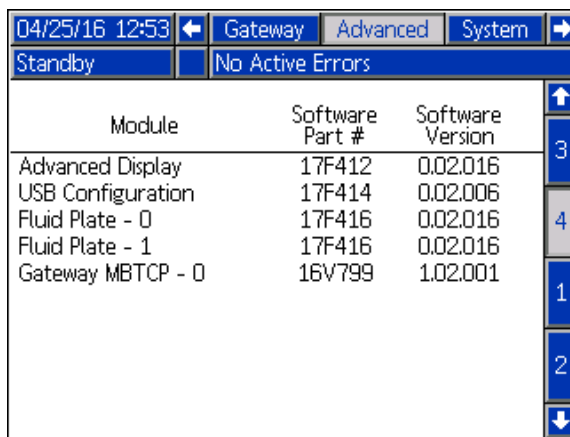 04/25/16 12:53 Gateway Advanced System
Standby No Active Errors
Module Software Part # Software Version
Advanced Display 17F412 0.02.016
USB Configuration 17F414 0.02.006
Fluid Plate - 0 17F416 0.02.016
Fluid Plate - 1 17F416 0.02.016
Gateway MBTCP - 0 16V799 1.02.001
3
4
1
2